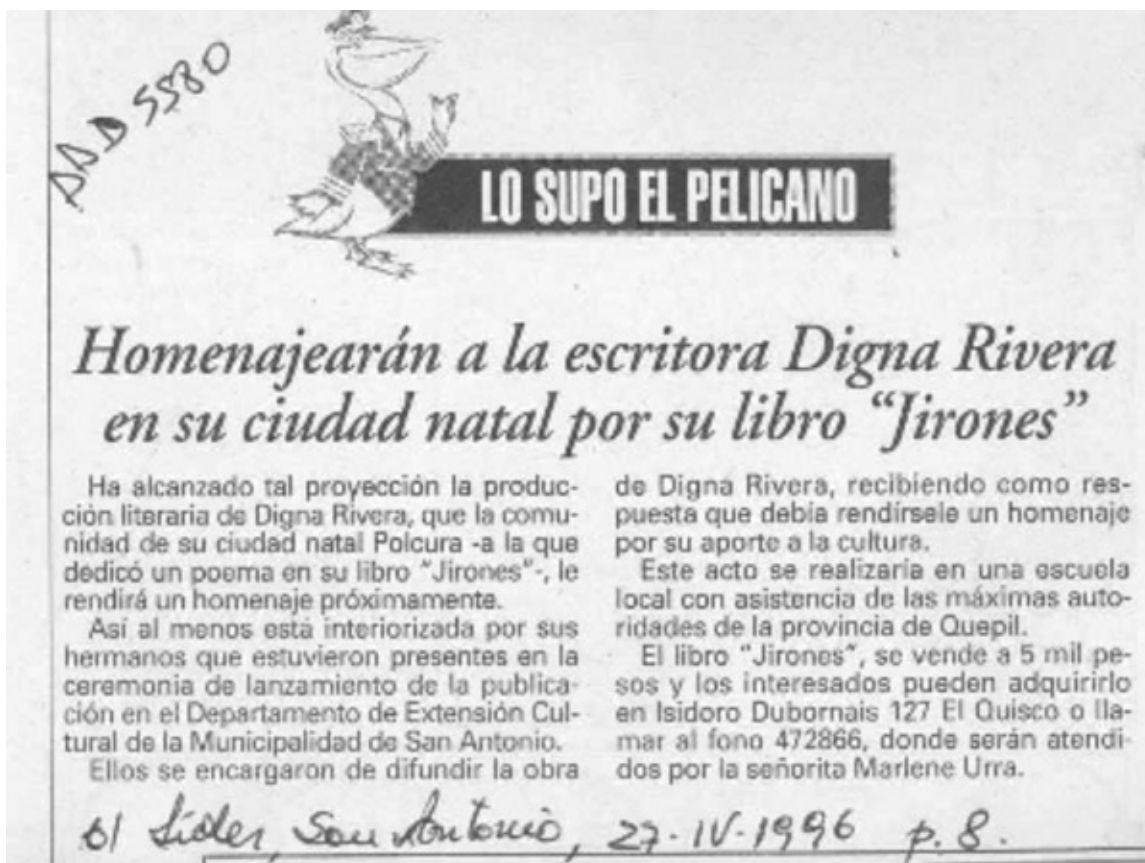 AAD 5580
LO SUPO EL PELICANO
Homenajearán a la escritora Digna Rivera
en su ciudad natal por su libro “Jirones”
Ha alcanzado tal proyección la produc-
ción literaria de Digna Rivera, que la comu-
nidad de su ciudad natal Polcura -a la que
dedicó un poema en su libro “Jirones”-, le
rendirá un homenaje próximamente.
Así al menos está interiorizada por sus
hermanos que estuvieron presentes en la
ceremonia de lanzamiento de la publica-
ción en el Departamento de Extensión Cul-
tural de la Municipalidad de San Antonio.
Ellos se encargaron de difundir la obra
de Digna Rivera, recibiendo como res-
puesta que debía rendírsele un homenaje
por su aporte a la cultura.
Este acto se realizaría en una escuela
local con asistencia de las máximas auto-
ridades de la provincia de Quepil.
El libro “Jirones”, se vende a 5 mil pe-
sos y los interesados pueden adquirirlo
en Isidoro Dubornais 127 El Quisco o lla-
mar al fono 472866, donde serán atendi-
dos por la señorita Marlene Urra.
El Líder, San Antonio, 27-IV-1996 p. 8.